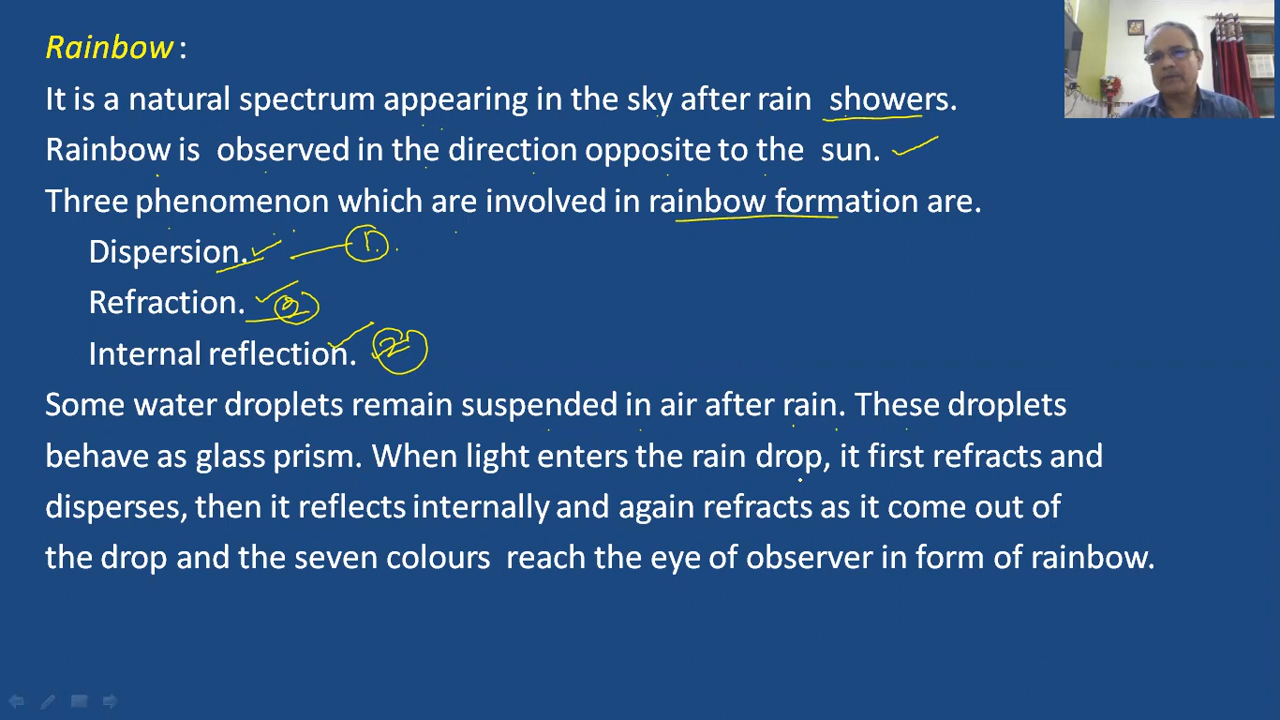 Rainbow :
It is a natural spectrum appearing in the sky after rain showers.
Rainbow is observed in the direction opposite to the sun.
Three phenomenon which are involved in rainbow formation are.
Dispersion. 1
Refraction.
Internal reflection. 2
Some water droplets remain suspended in air after rain. These droplets
behave as glass prism. When light enters the rain drop, it first refracts and
disperses, then it reflects internally and again refracts as it come out of
the drop and the seven colours reach the eye of observer in form of rainbow.